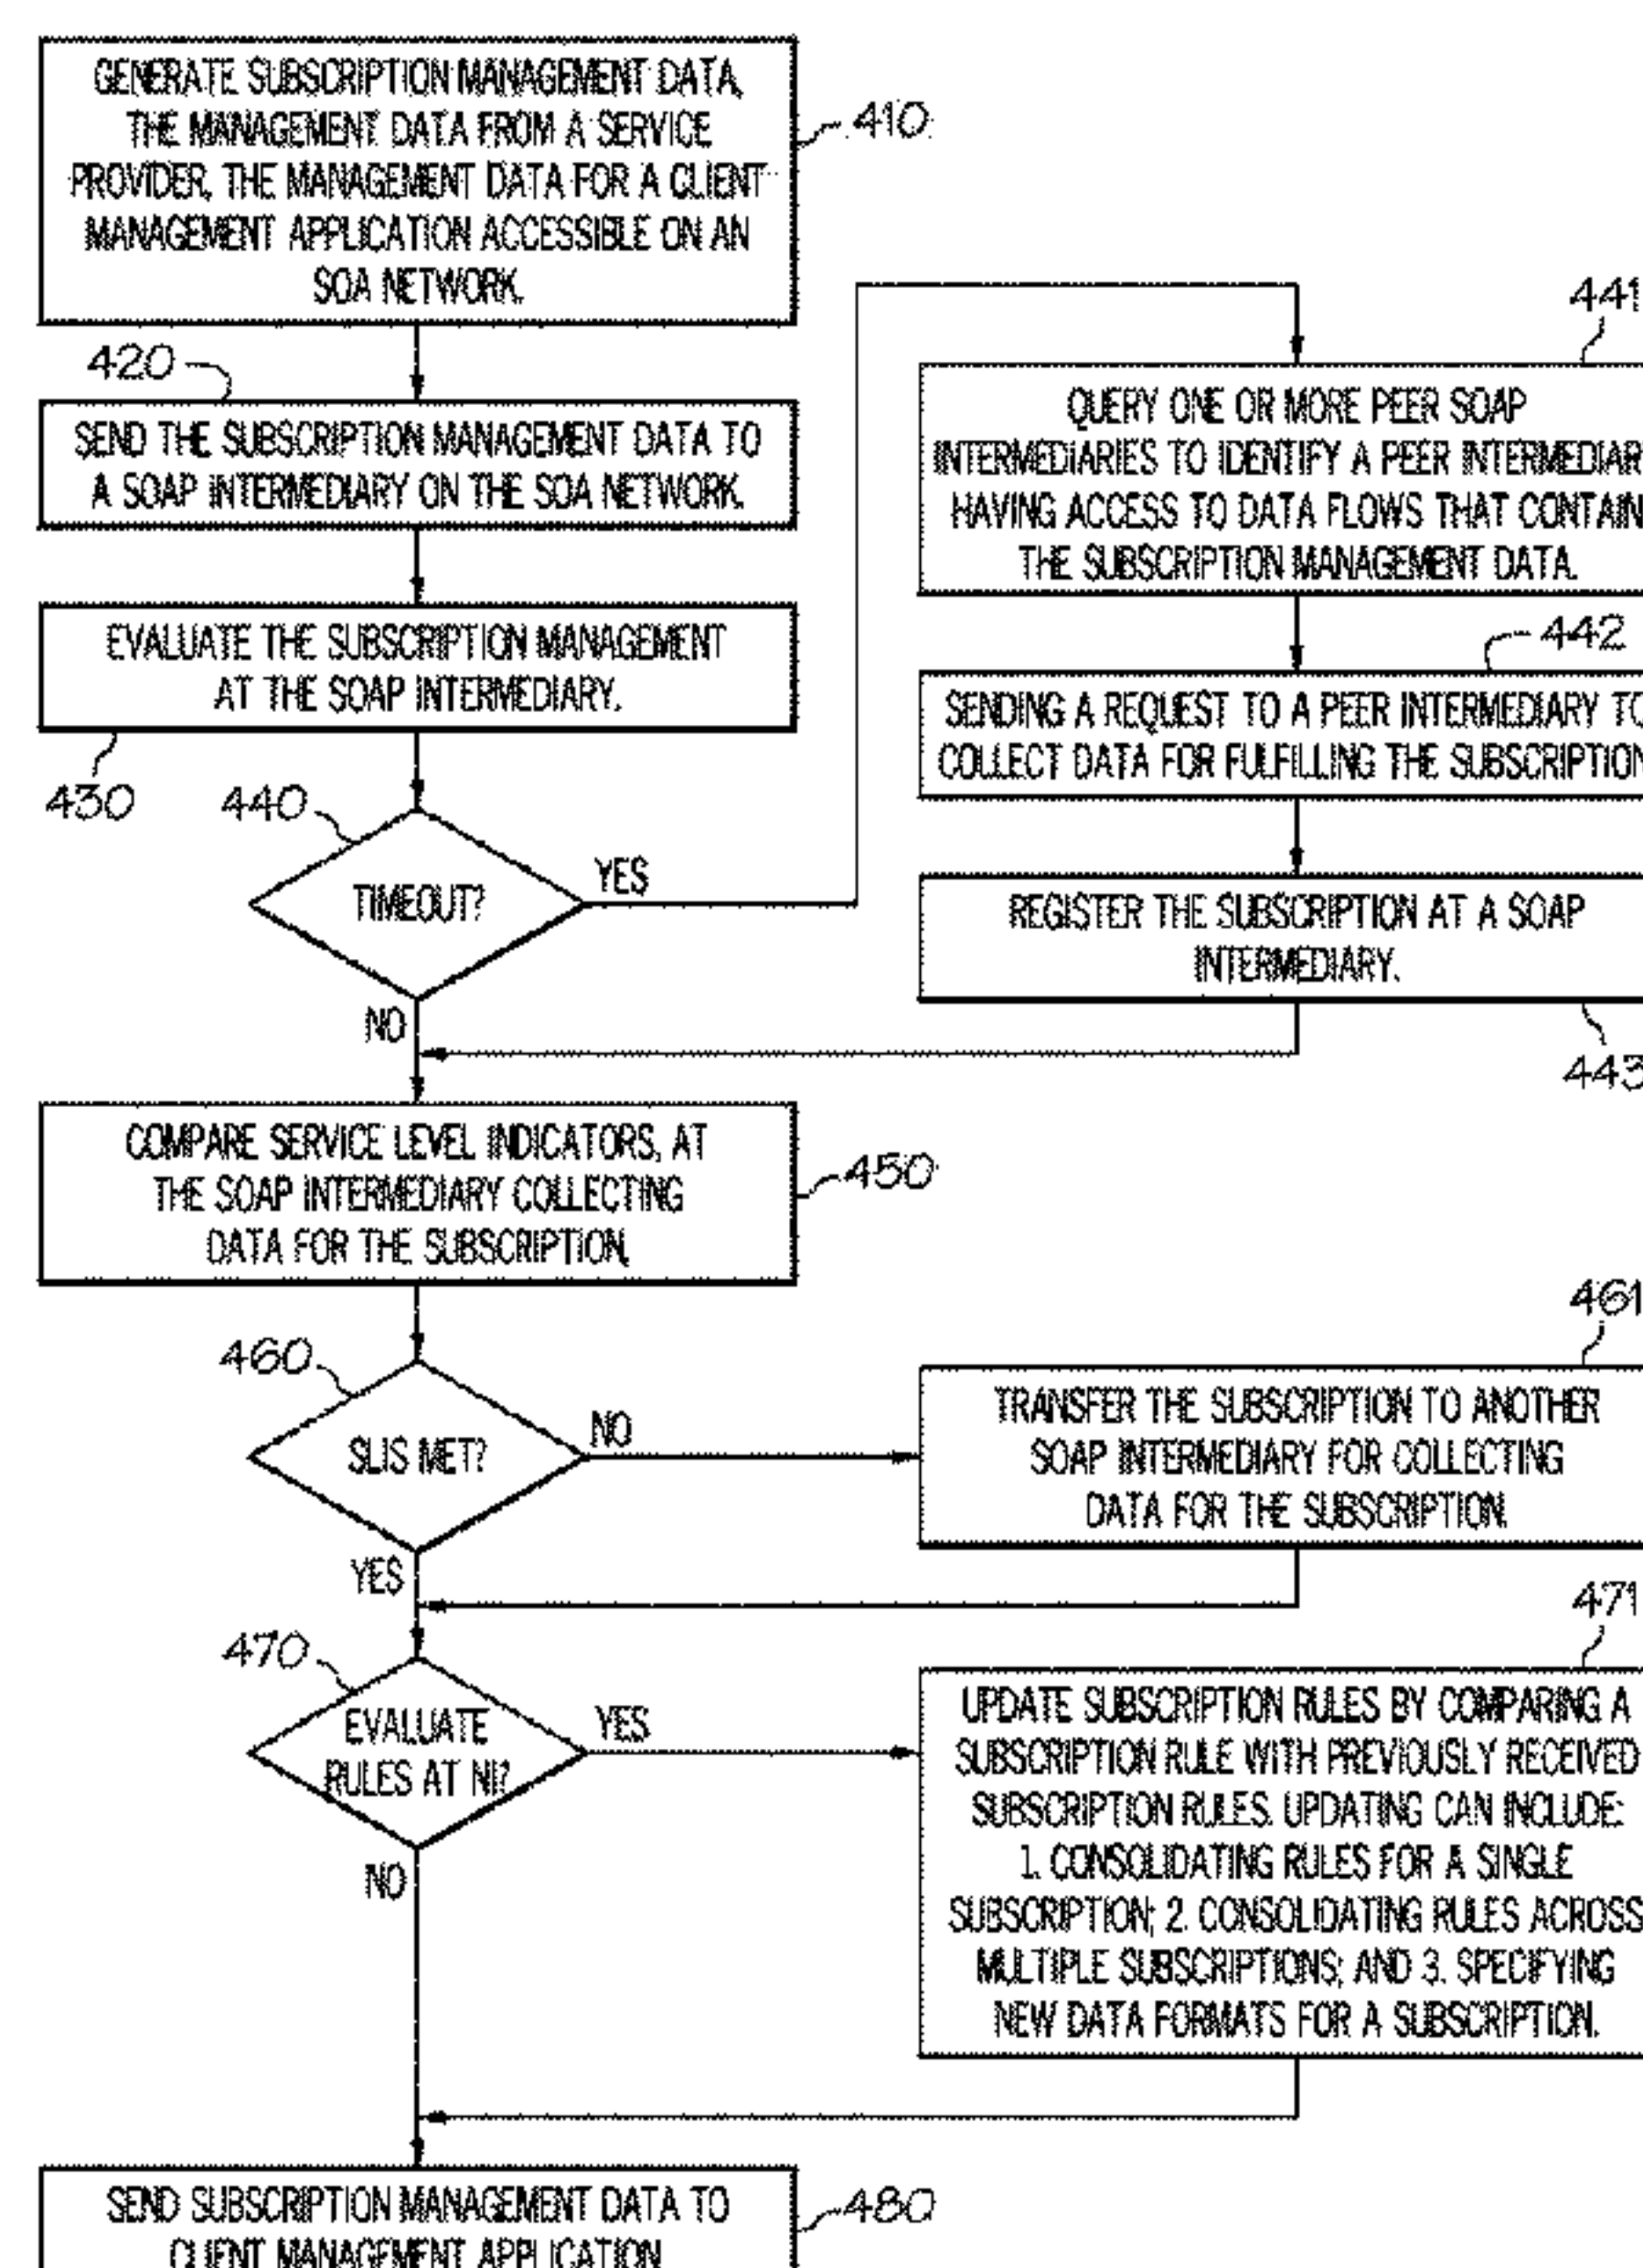 GENERATE SUBSCRIPTION MANAGEMENT DATA,
THE MANAGEMENT DATA FROM A SERVICE
PROVIDER, THE MANAGEMENT DATA FOR A CLIENT
MANAGEMENT APPLICATION ACCESSIBLE ON AN
SOA NETWORK.
410
420
SEND THE SUBSCRIPTION MANAGEMENT DATA TO
A SOAP INTERMEDIARY ON THE SOA NETWORK.
EVALUATE THE SUBSCRIPTION MANAGEMENT
AT THE SOAP INTERMEDIARY.
430
440
TIMEOUT?
YES
NO
441
QUERY ONE OR MORE PEER SOAP
INTERMEDIARIES TO IDENTIFY A PEER INTERMEDIAR
HAVING ACCESS TO DATA FLOWS THAT CONTAIN
THE SUBSCRIPTION MANAGEMENT DATA.
442
SENDING A REQUEST TO A PEER INTERMEDIARY TO
COLLECT DATA FOR FULFILLING THE SUBSCRIPTION
REGISTER THE SUBSCRIPTION AT A SOAP
INTERMEDIARY.
443
COMPARE SERVICE LEVEL INDICATORS, AT
THE SOAP INTERMEDIARY COLLECTING
DATA FOR THE SUBSCRIPTION.
450
460
SLIS MET?
NO
YES
461
TRANSFER THE SUBSCRIPTION TO ANOTHER
SOAP INTERMEDIARY FOR COLLECTING
DATA FOR THE SUBSCRIPTION.
470
EVALUATE
RULES AT NI?
YES
NO
471
UPDATE SUBSCRIPTION RULES BY COMPARING A
SUBSCRIPTION RULE WITH PREVIOUSLY RECEIVED
SUBSCRIPTION RULES. UPDATING CAN INCLUDE:
1. CONSOLIDATING RULES FOR A SINGLE
SUBSCRIPTION; 2. CONSOLIDATING RULES ACROSS
MULTIPLE SUBSCRIPTIONS; AND 3. SPECIFYING
NEW DATA FORMATS FOR A SUBSCRIPTION.
SEND SUBSCRIPTION MANAGEMENT DATA TO
CLIENT MANAGEMENT APPLICATION
480